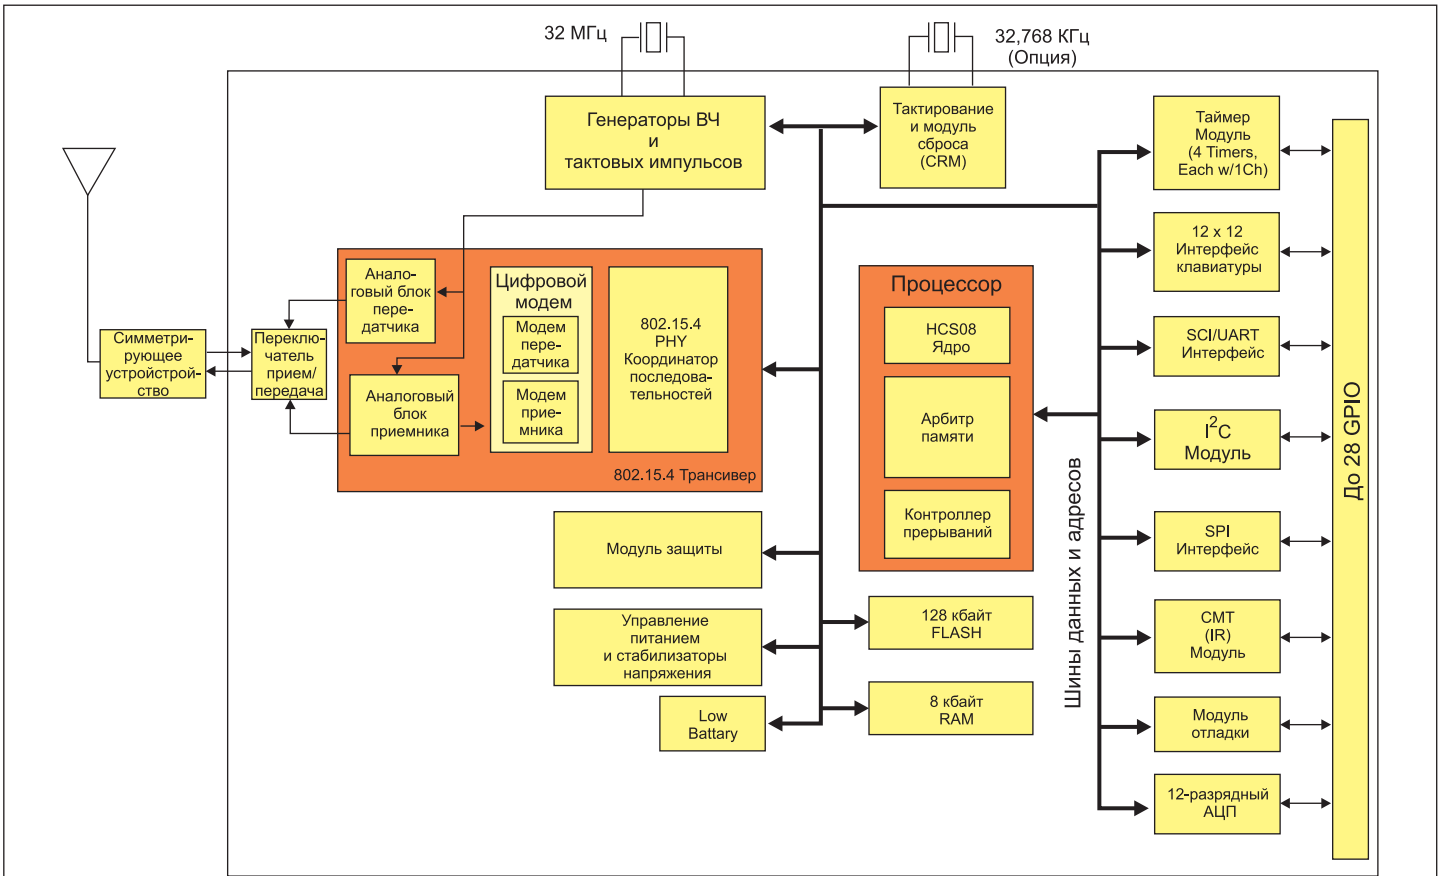 32 МГц
32,768 КГц
(Опция)
Генераторы ВЧ
и
тактовых импульсов
Тактирование
и модуль
сброса
(CRM)
Таймер
Модуль
(4 Timers,
Each w/1Ch)
12 x 12
Интерфейс
клавиатуры
SCI/UART
Интерфейс
I2C
Модуль
SPI
Интерфейс
CMT
(IR)
Модуль
Модуль
отладки
12-разрядный
АЦП
До 28 GPIO
Шины данных и адресов
Симметри-
рующее
устройстрой-
ство
Переклю-
чатель
прием/
передача
Анало-
говый блок
пере-
датчика
Аналоговый
блок
приемника
Цифровой
модем
Модем
пере-
датчика
Модем
прие-
мника
802.15.4
PHY
Координатор
последова-
тельностей
802.15.4 Трансивер
Процессор
HCS08
Ядро
Арбитр
памяти
Контроллер
прерываний
Модуль защиты
Управление
питанием
и стабилизаторы
напряжения
Low
Battary
128 кбайт
FLASH
8 кбайт
RAM